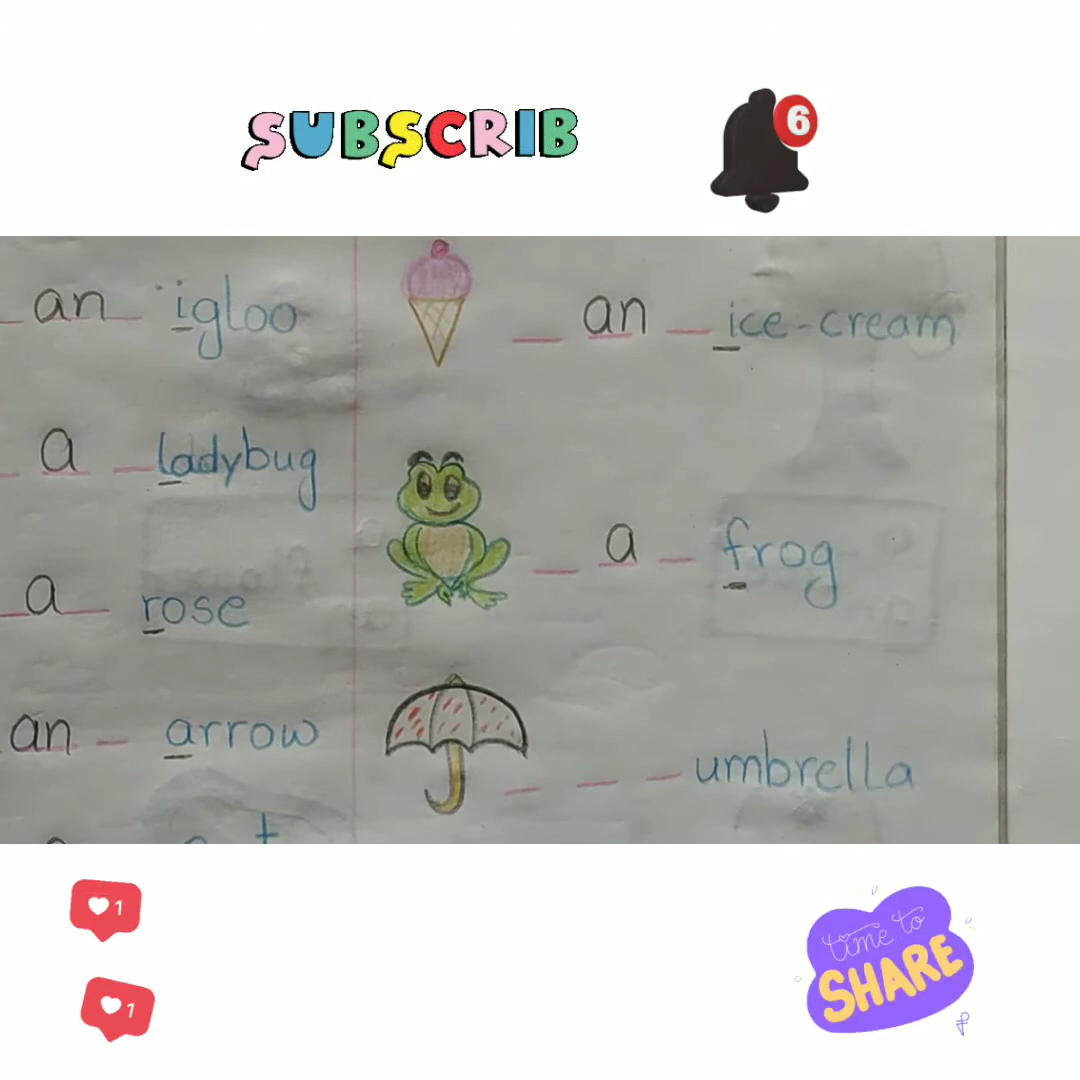 SUBSCRIB
6
an igloo
an ice-cream
a ladybug
a frog
a rose
an arrow
umbrella
1
1
time to
SHARE